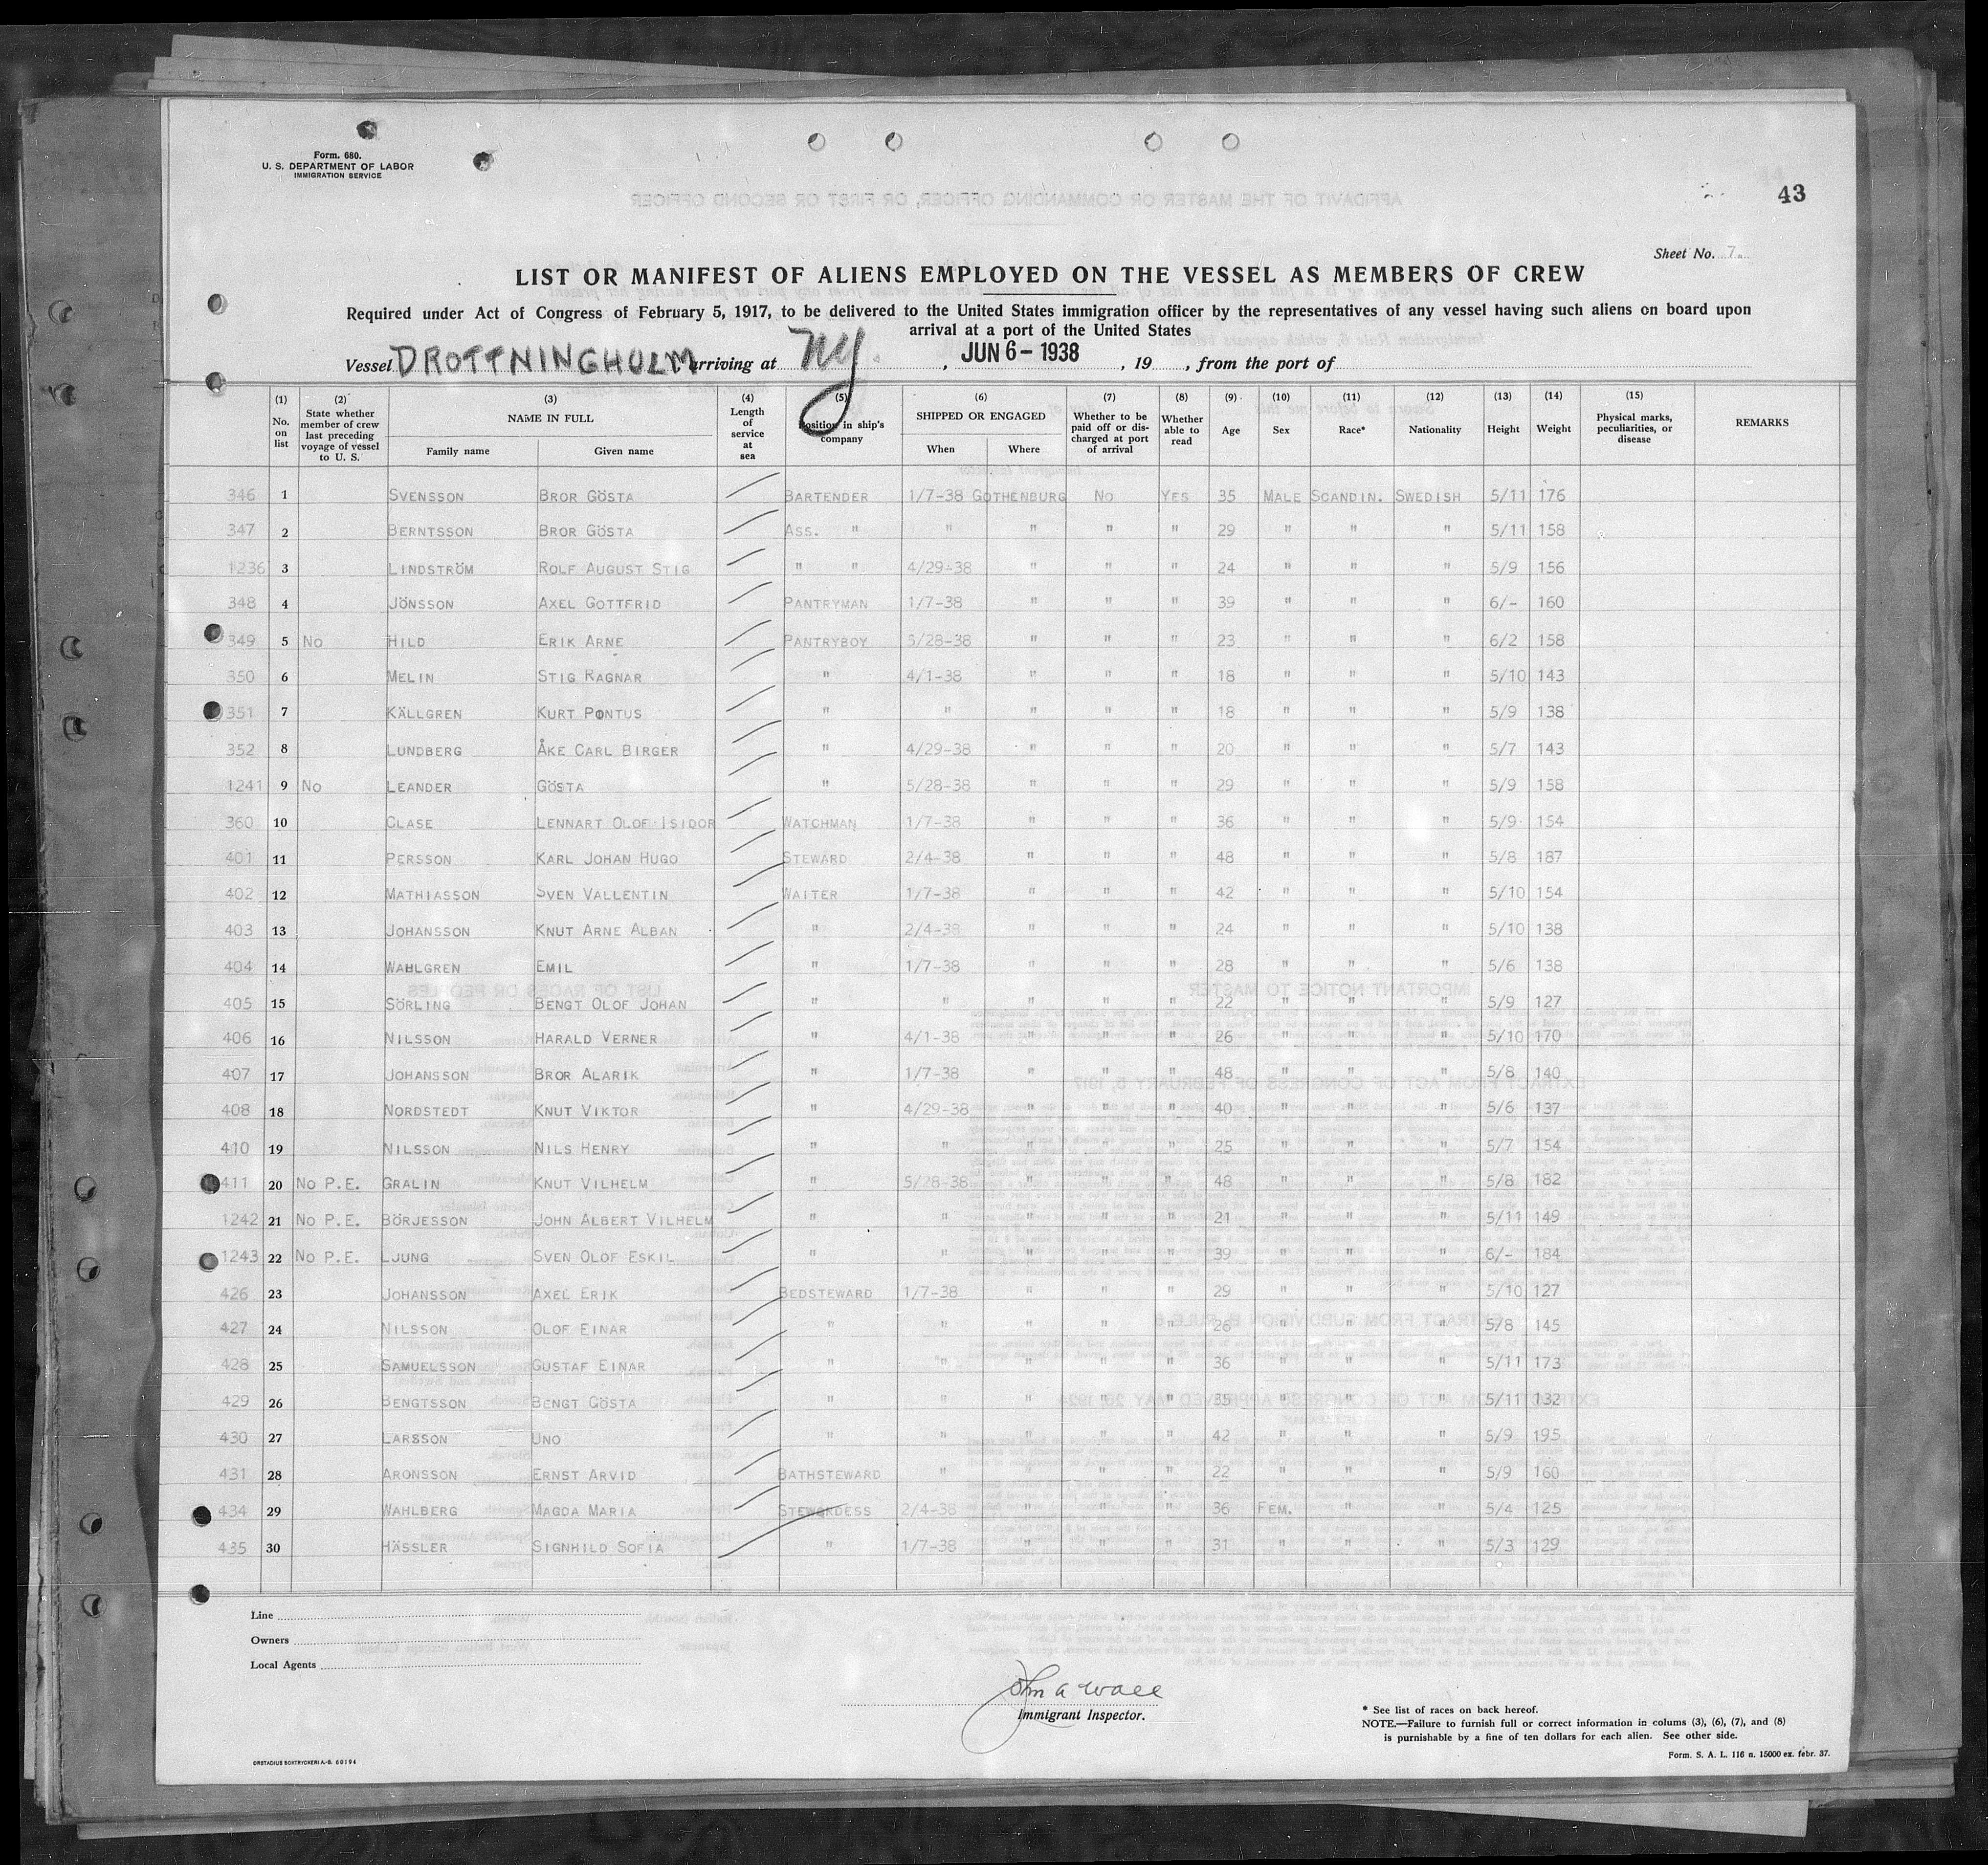 Form. 680.
U. S. DEPARTMENT OF LABOR
IMMIGRATION SERVICE
43
Sheet No. 7.
LIST OR MANIFEST OF ALIENS EMPLOYED ON THE VESSEL AS MEMBERS OF CREW
Required under Act of Congress of February 5, 1917, to be delivered to the United States immigration officer by the representatives of any vessel having such aliens on board upon
arrival at a port of the United States
Vessel DROTTNINGHOLM arriving at NY. , JUN 6 - 1938 , 19 , from the port of
(1) No. on list (2) State whether member of crew last preceding voyage of vessel to U. S. (3) NAME IN FULL Family name Given name (4) Length of service at sea (5) Position in ship's company (6) SHIPPED OR ENGAGED When Where (7) Whether to be paid off or discharged at port of arrival (8) Whether able to read (9) Age (10) Sex (11) Race* (12) Nationality (13) Height (14) Weight (15) Physical marks, peculiarities, or disease REMARKS
346 1 SVENSSON BROR GÖSTA BARTENDER 1/7-38 GOTHENBURG NO YES 35 MALE SCANDIN. SWEDISH 5/11 176
347 2 BERNTSSON BROR GÖSTA ASS. " " " " " 29 " " " 5/11 158
1236 3 LINDSTRÖM ROLF AUGUST STIG " " 4/29-38 " " " 24 " " " 5/9 156
348 4 JÖNSSON AXEL GOTTFRID PANTRYMAN 1/7-38 " " " 39 " " " 6/- 160
349 5 NO HILD ERIK ARNE PANTRYBOY 5/28-38 " " " 23 " " " 6/2 158
350 6 MELIN STIG RAGNAR " 4/1-38 " " " 18 " " " 5/10 143
351 7 KÄLLGREN KURT PONTUS " " " " " 18 " " " 5/9 138
352 8 LUNDBERG ÅKE CARL BIRGER " 4/29-38 " " " 20 " " " 5/7 143
1241 9 NO LEANDER GÖSTA " 5/28-38 " " " 29 " " " 5/9 158
360 10 CLASE LENNART OLOF ISIDOR WATCHMAN 1/7-38 " " " 36 " " " 5/9 154
401 11 PERSSON KARL JOHAN HUGO STEWARD 2/4-38 " " " 48 " " " 5/8 187
402 12 MATHIASSON SVEN VALLENTIN WAITER 1/7-38 " " " 42 " " " 5/10 154
403 13 JOHANSSON KNUT ARNE ALBAN " 2/4-38 " " " 24 " " " 5/10 138
404 14 WAHLGREN EMIL " 1/7-38 " " " 28 " " " 5/6 138
405 15 SÖRLING BENGT OLOF JOHAN " " " " " 22 " " " 5/9 127
406 16 NILSSON HARALD VERNER " 4/1-38 " " " 26 " " " 5/10 170
407 17 JOHANSSON BROR ALARIK " 1/7-38 " " " 48 " " " 5/8 140
408 18 NORDSTEDT KNUT VIKTOR " 4/29-38 " " " 40 " " " 5/6 137
410 19 NILSSON NILS HENRY " " " " " 25 " " " 5/7 154
411 20 NO P.E. GRALIN KNUT VILHELM " 5/28-38 " " " 48 " " " 5/8 182
1242 21 NO P.E. BÖRJESSON JOHN ALBERT VILHELM " " " " " 21 " " " 5/11 149
1243 22 NO P.E. LJUNG SVEN OLOF ESKIL " " " " " 39 " " " 6/- 184
426 23 JOHANSSON AXEL ERIK BEDSTEWARD 1/7-38 " " " 29 " " " 5/10 127
427 24 NILSSON OLOF EINAR " " " " " 26 " " " 5/8 145
428 25 SAMUELSSON GUSTAF EINAR " " " " " 36 " " " 5/11 173
429 26 BENGTSSON BENGT GÖSTA " " " " " 35 " " " 5/11 132
430 27 LARSSON UNO " " " " " 42 " " " 5/9 195
431 28 ARONSSON ERNST ARVID BATHSTEWARD " " " " 22 " " " 5/9 160
434 29 WAHLBERG MAGDA MARIA STEWARDESS 2/4-38 " " " 36 FEM. " " 5/4 125
435 30 HÄSSLER SIGNHILD SOFIA " 1/7-38 " " " 31 " " " 5/3 129
Line
Owners
Local Agents
John A Wall
Immigrant Inspector.
* See list of races on back hereof.
NOTE.—Failure to furnish full or correct information in colums (3), (6), (7), and (8)
is purnishable by a fine of ten dollars for each alien. See other side.
ORSTADIUS BOKTRYCKERI A.-B. 60194
Form. S. A. L. 116 n. 15000 ex. febr. 37.